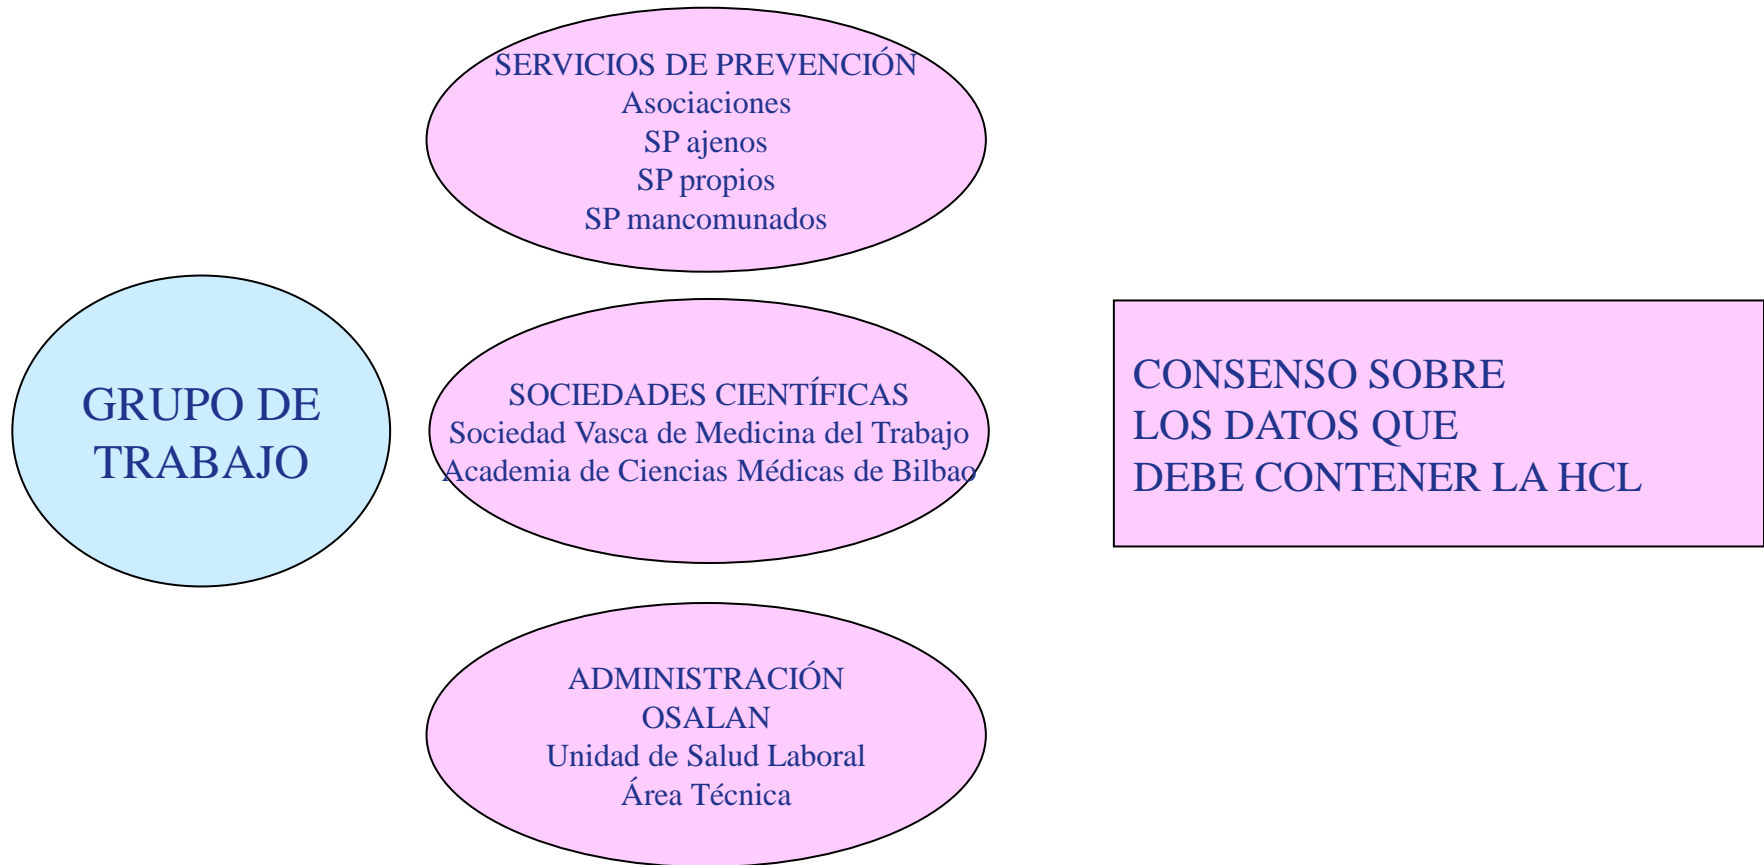 SERVICIOS DE PREVENCIÓN
Asociaciones
SP ajenos
SP propios
SP mancomunados
GRUPO DE
TRABAJO
SOCIEDADES CIENTÍFICAS
Sociedad Vasca de Medicina del Trabajo
Academia de Ciencias Médicas de Bilbao
CONSENSO SOBRE
LOS DATOS QUE
DEBE CONTENER LA HCL
ADMINISTRACIÓN
OSALAN
Unidad de Salud Laboral
Área Técnica